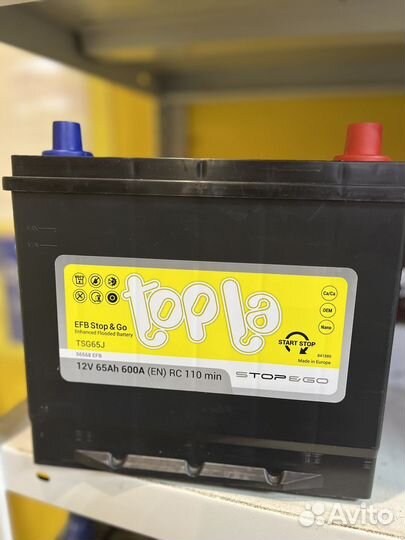 topla
Ca/Ca
OEM
Nano
EFB Stop & Go
Enhanced Flooded Battery
TSG65J
START STOP
56568 EFB
641886
Made in Europe
12V 65Ah 600A (EN) RC 110 min
STOP&GO
Avito